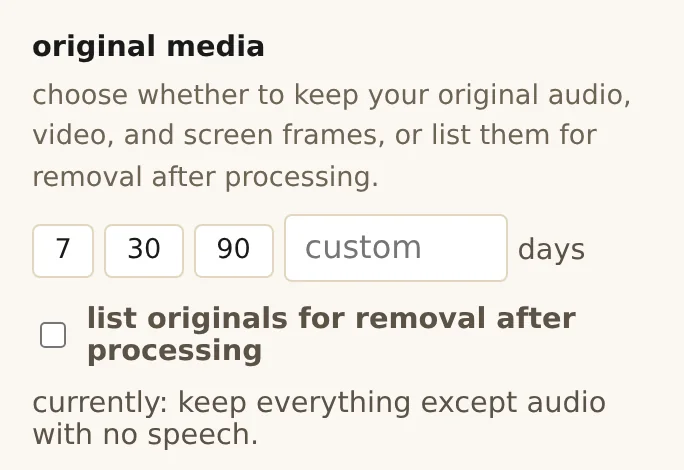 original media
choose whether to keep your original audio,
video, and screen frames, or list them for
removal after processing.
7 30 90 custom days
list originals for removal after
processing
currently: keep everything except audio
with no speech.